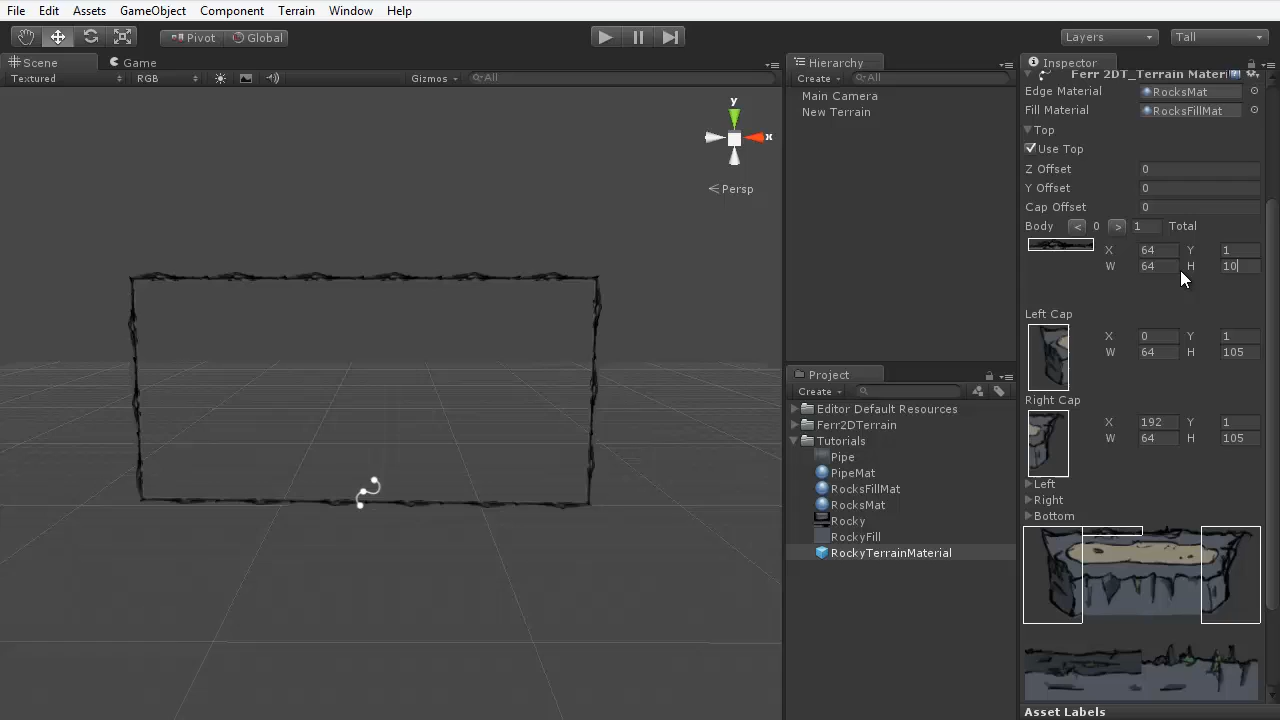 File Edit Assets GameObject Component Terrain Window Help
Pivot Global Layers Tall
Scene Game
Textured RGB Gizmos All
y
x
Persp
Hierarchy
Create All
Main Camera
New Terrain
Project
Create
Editor Default Resources
Ferr2DTerrain
Tutorials
Pipe
PipeMat
RocksFillMat
RocksMat
Rocky
RockyFill
RockyTerrainMaterial
Inspector
Ferr 2DT_Terrain Materi
Edge Material RocksMat
Fill Material RocksFillMat
Top
Use Top
Z Offset 0
Y Offset 0
Cap Offset 0
Body < 0 > 1 Total
X 64 Y 1
W 64 H 10
Left Cap
X 0 Y 1
W 64 H 105
Right Cap
X 192 Y 1
W 64 H 105
Left
Right
Bottom
Asset Labels